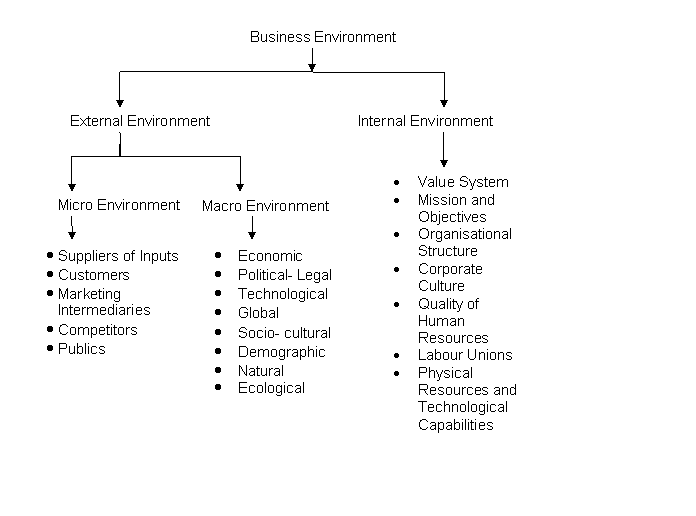 Business Environment
External Environment
Internal Environment
Micro Environment
Macro Environment
• Suppliers of Inputs
• Customers
• Marketing
Intermediaries
• Competitors
• Publics
• Economic
• Political- Legal
• Technological
• Global
• Socio- cultural
• Demographic
• Natural
• Ecological
• Value System
• Mission and
Objectives
• Organisational
Structure
• Corporate
Culture
• Quality of
Human
Resources
• Labour Unions
• Physical
Resources and
Technological
Capabilities